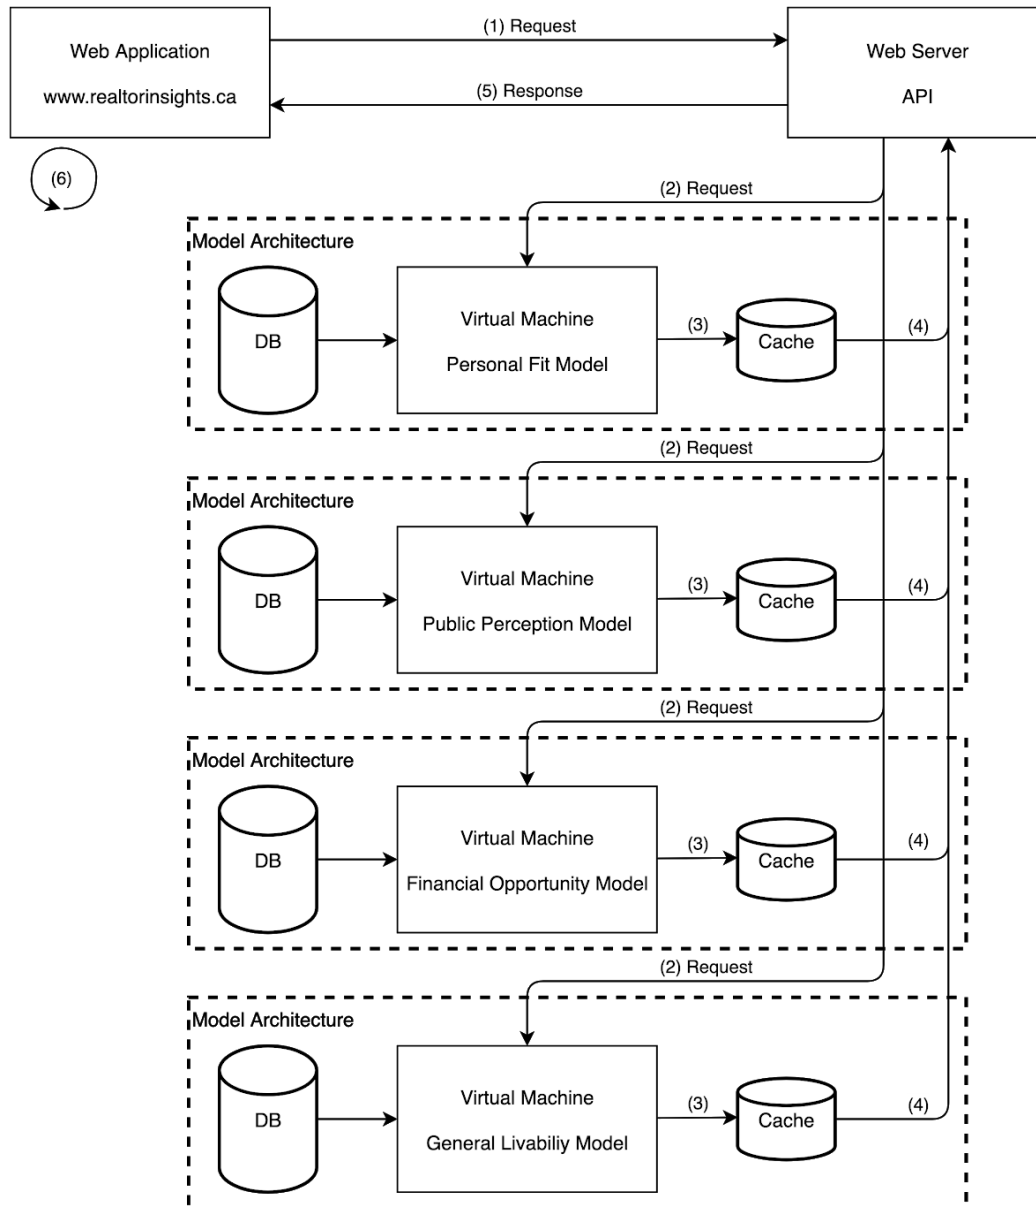 Web Application
www.realtorinsights.ca
(1) Request
(5) Response
Web Server
API
(6)
(2) Request
Model Architecture
DB
Virtual Machine
Personal Fit Model
(3)
Cache
(4)
(2) Request
Model Architecture
DB
Virtual Machine
Public Perception Model
(3)
Cache
(4)
(2) Request
Model Architecture
DB
Virtual Machine
Financial Opportunity Model
(3)
Cache
(4)
(2) Request
Model Architecture
DB
Virtual Machine
General Livabiliy Model
(3)
Cache
(4)